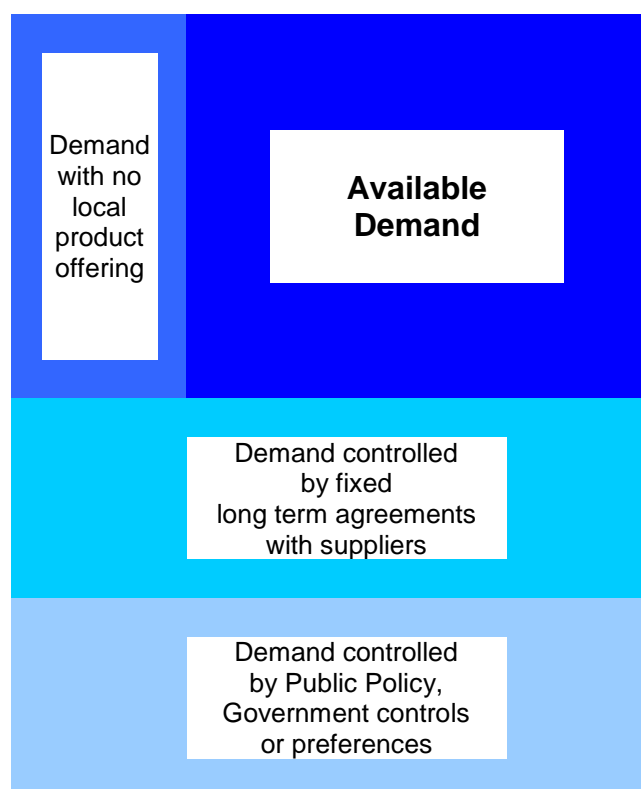 Demand
with no
local
product
offering
Available
Demand
Demand controlled
by fixed
long term agreements
with suppliers
Demand controlled
by Public Policy,
Government controls
or preferences